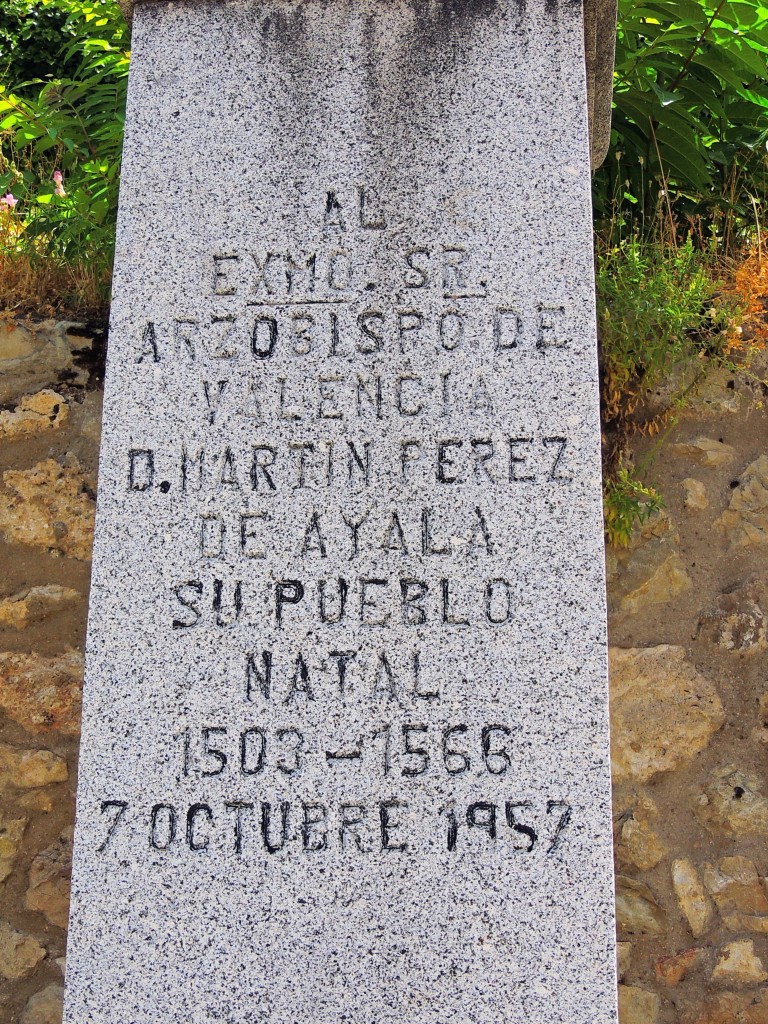 AL
EXMO. SR.
ARZOBISPO DE
VALENCIA
D. MARTIN PEREZ
DE AYALA
SU PUEBLO
NATAL
1503-1566
7 OCTUBRE 1957